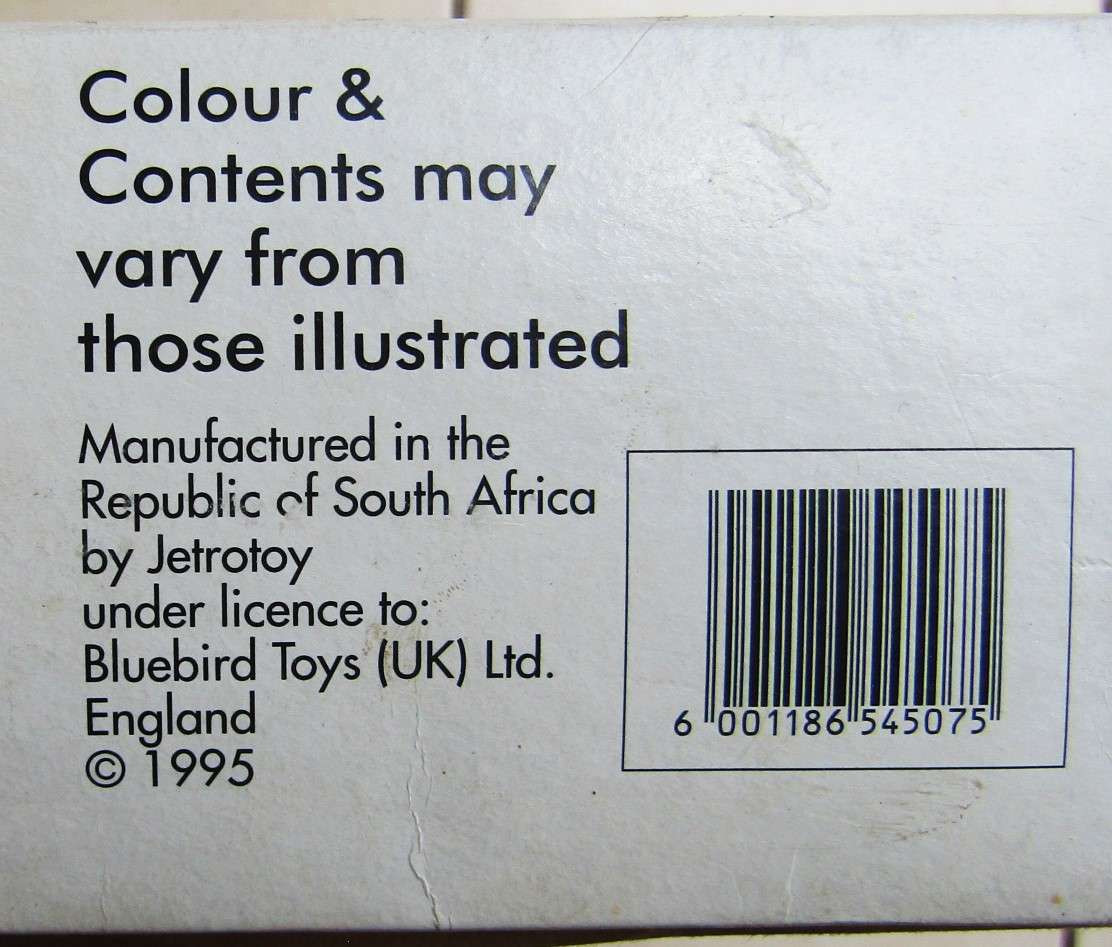 Colour &
Contents may
vary from
those illustrated
Manufactured in the
Republic of South Africa
by Jetrotoy
under licence to:
Bluebird Toys (UK) Ltd.
England
© 1995
6 001186 545075